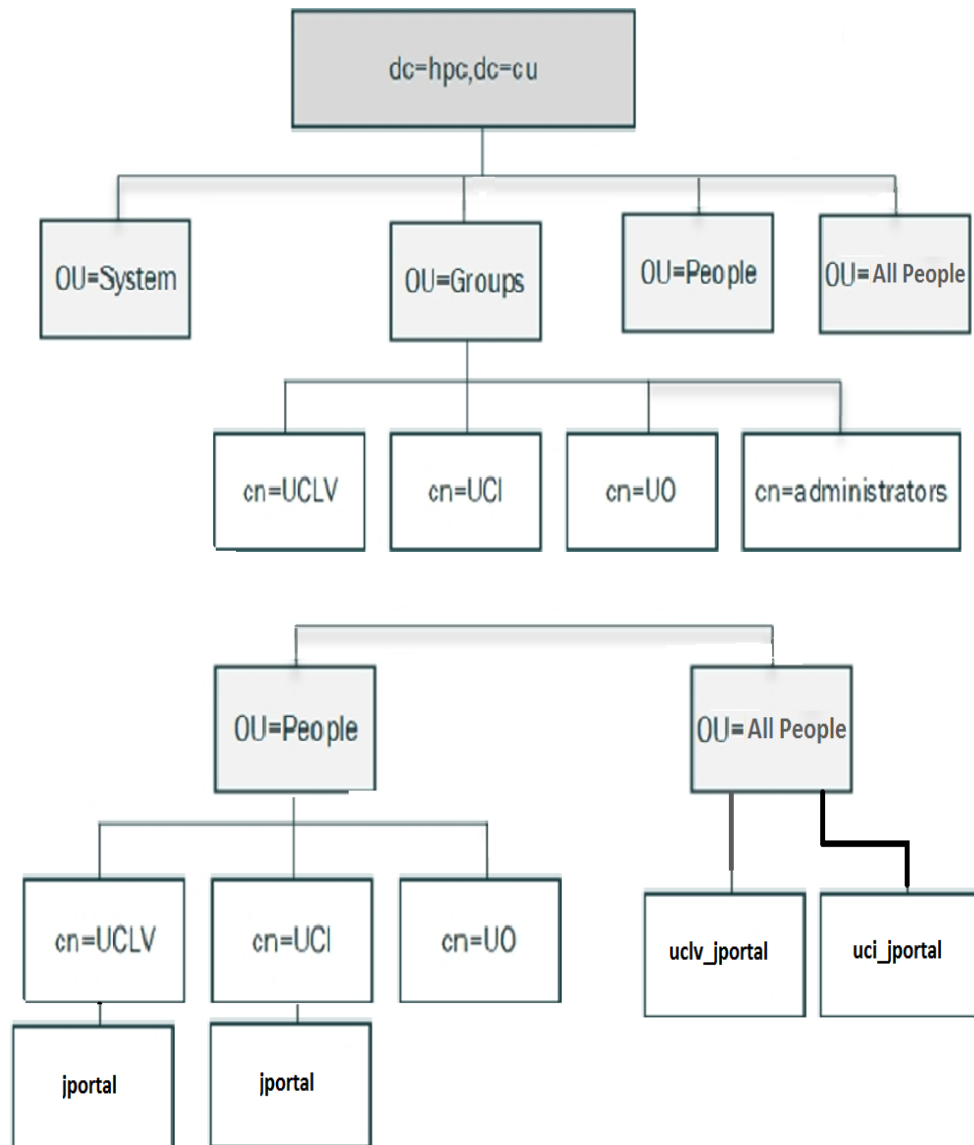 dc=hpc,dc=cu
OU=System
OU=Groups
OU=People
OU= All People
cn=UCLV
cn=UCI
cn=UO
cn=administrators
OU=People
OU= All People
cn=UCLV
cn=UCI
cn=UO
uclv_jportal
uci_jportal
jportal
jportal